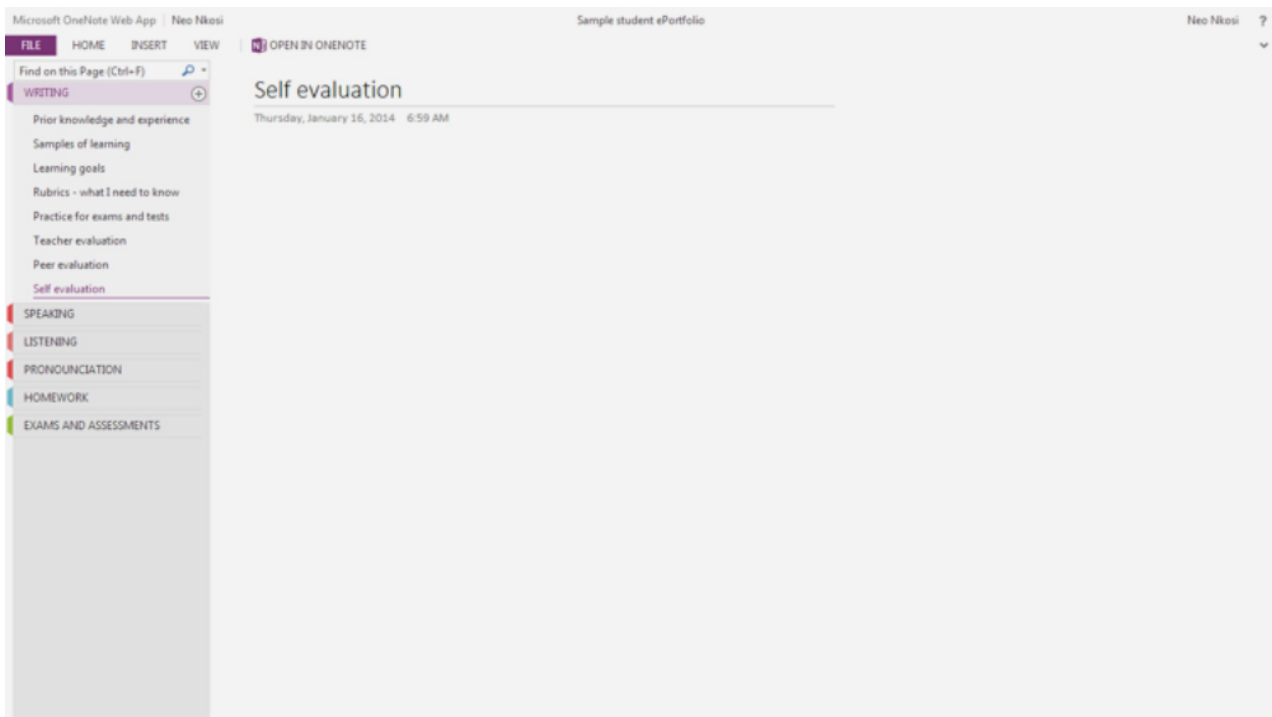 Microsoft OneNote Web App | Neo Nkosi
Sample student ePortfolio
Neo Nkosi ?
FILE HOME INSERT VIEW OPEN IN ONENOTE
Find on this Page (Ctrl+F)
WRITING
Prior knowledge and experience
Samples of learning
Learning goals
Rubrics - what I need to know
Practice for exams and tests
Teacher evaluation
Peer evaluation
Self evaluation
SPEAKING
LISTENING
PRONOUNCIATION
HOMEWORK
EXAMS AND ASSESSMENTS
Self evaluation
Thursday, January 16, 2014 6:59 AM